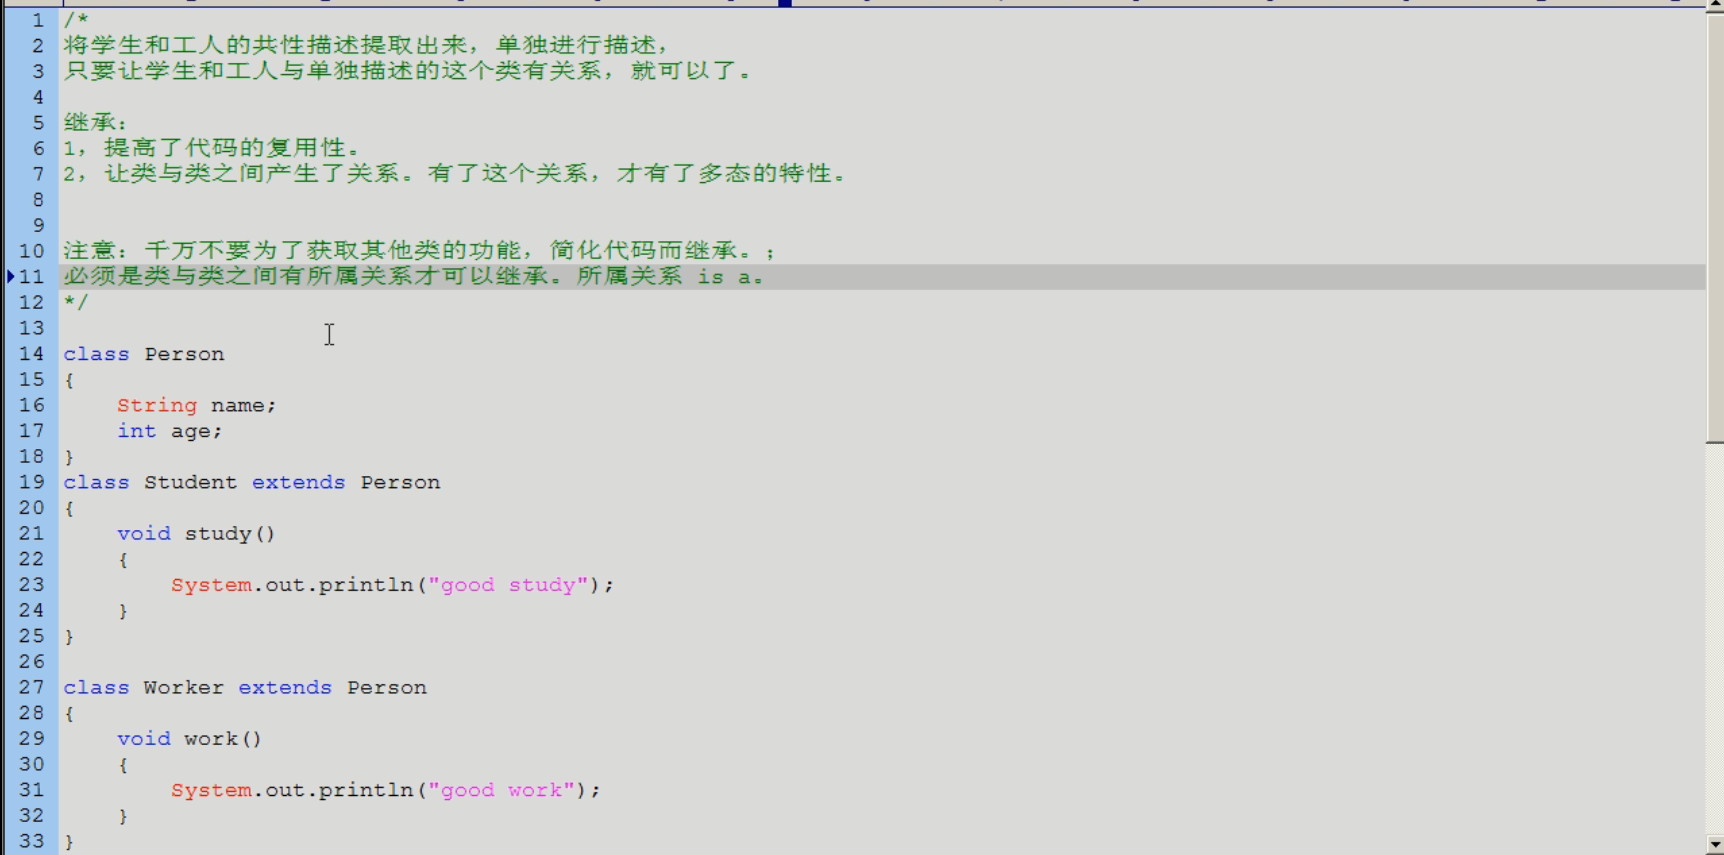 1 /*
2 将学生和工人的共性描述提取出来，单独进行描述，
3 只要让学生和工人与单独描述的这个类有关系，就可以了。
4
5 继承：
6 1，提高了代码的复用性。
7 2，让类与类之间产生了关系。有了这个关系，才有了多态的特性。
8
9
10 注意：千万不要为了获取其他类的功能，简化代码而继承。；
11 必须是类与类之间有所属关系才可以继承。所属关系 is a。
12 */
13
14 class Person
15 {
16 String name;
17 int age;
18 }
19 class Student extends Person
20 {
21 void study()
22 {
23 System.out.println("good study");
24 }
25 }
26
27 class Worker extends Person
28 {
29 void work()
30 {
31 System.out.println("good work");
32 }
33 }